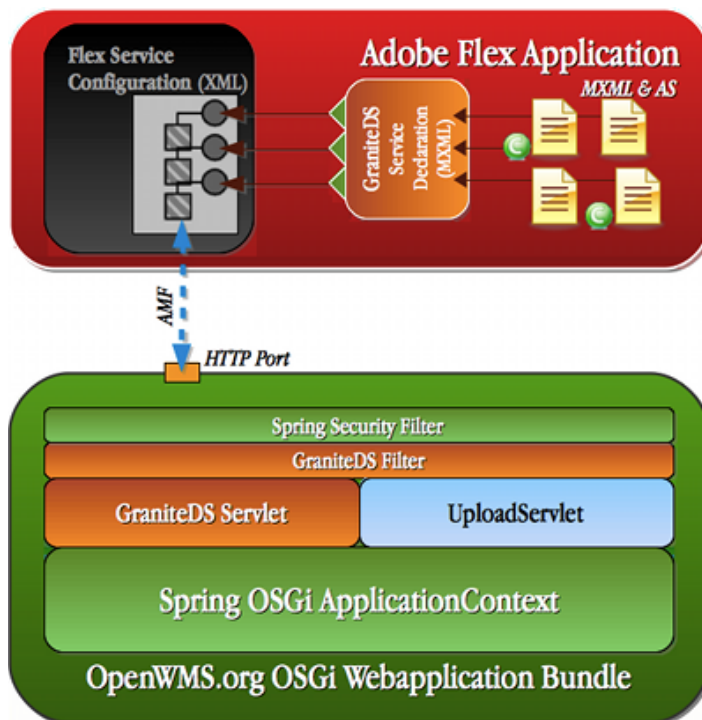 Flex Service
Configuration (XML)
Adobe Flex Application
MXML & AS
GraniteDS
Service
Declaration
(MXML)
C
C
AMF
HTTP Port
Spring Security Filter
GraniteDS Filter
GraniteDS Servlet
UploadServlet
Spring OSGi ApplicationContext
OpenWMS.org OSGi Webapplication Bundle